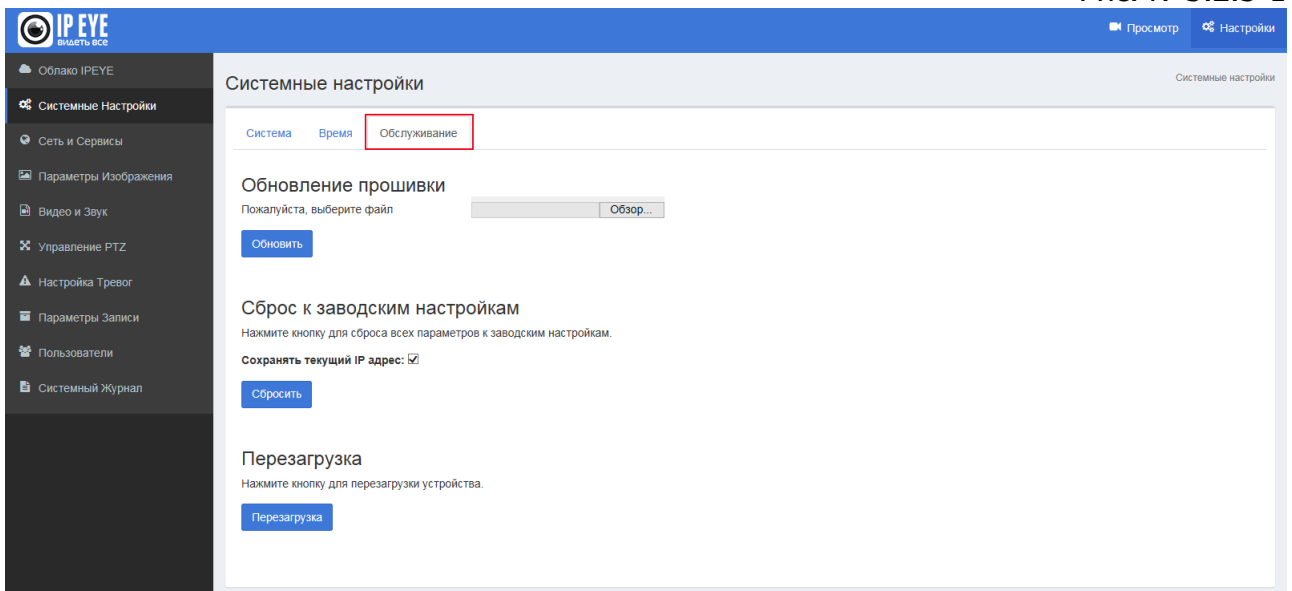 IP EYE
видеть все
Просмотр
Настройки
Облако IPEYE
Системные Настройки
Сеть и Сервисы
Параметры Изображения
Видео и Звук
Управление PTZ
Настройка Тревог
Параметры Записи
Пользователи
Системный Журнал
Системные настройки
Системные настройки
Система Время Обслуживание
Обновление прошивки
Пожалуйста, выберите файл Обзор...
Обновить
Сброс к заводским настройкам
Нажмите кнопку для сброса всех параметров к заводским настройкам.
Сохранять текущий IP адрес:
Сбросить
Перезагрузка
Нажмите кнопку для перезагрузки устройства.
Перезагрузка